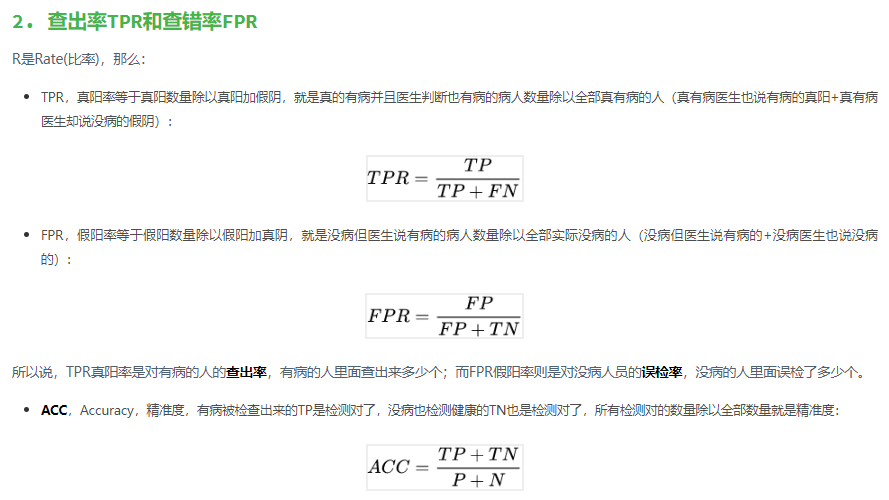 2．查出率TPR和查错率FPR
R是Rate(比率)，那么：
TPR，真阳率等于真阳数量除以真阳加假阴，就是真的有病并且医生判断也有病的病人数量除以全部真有病的人（真有病医生也说有病的真阳+真有病
医生却说没病的假阴）:
TPR = TP / (TP + FN)
FPR，假阳率等于假阳数量除以假阳加真阴，就是没病但医生说有病的病人数量除以全部实际没病的人（没病但医生说有病的+没病医生也说没病
的）:
FPR = FP / (FP + TN)
所以说，TPR真阳率是对有病的人的查出率，有病的人里面查出来多少个；而FPR假阳率则是对没病人员的误检率，没病的人里面误检了多少个。
ACC，Accuracy，精准度，有病被检查出来的TP是检测对了，没病也检测健康的TN也是检测对了，所有检测对的数量除以全部数量就是精准度：
ACC = (TP + TN) / (P + N)